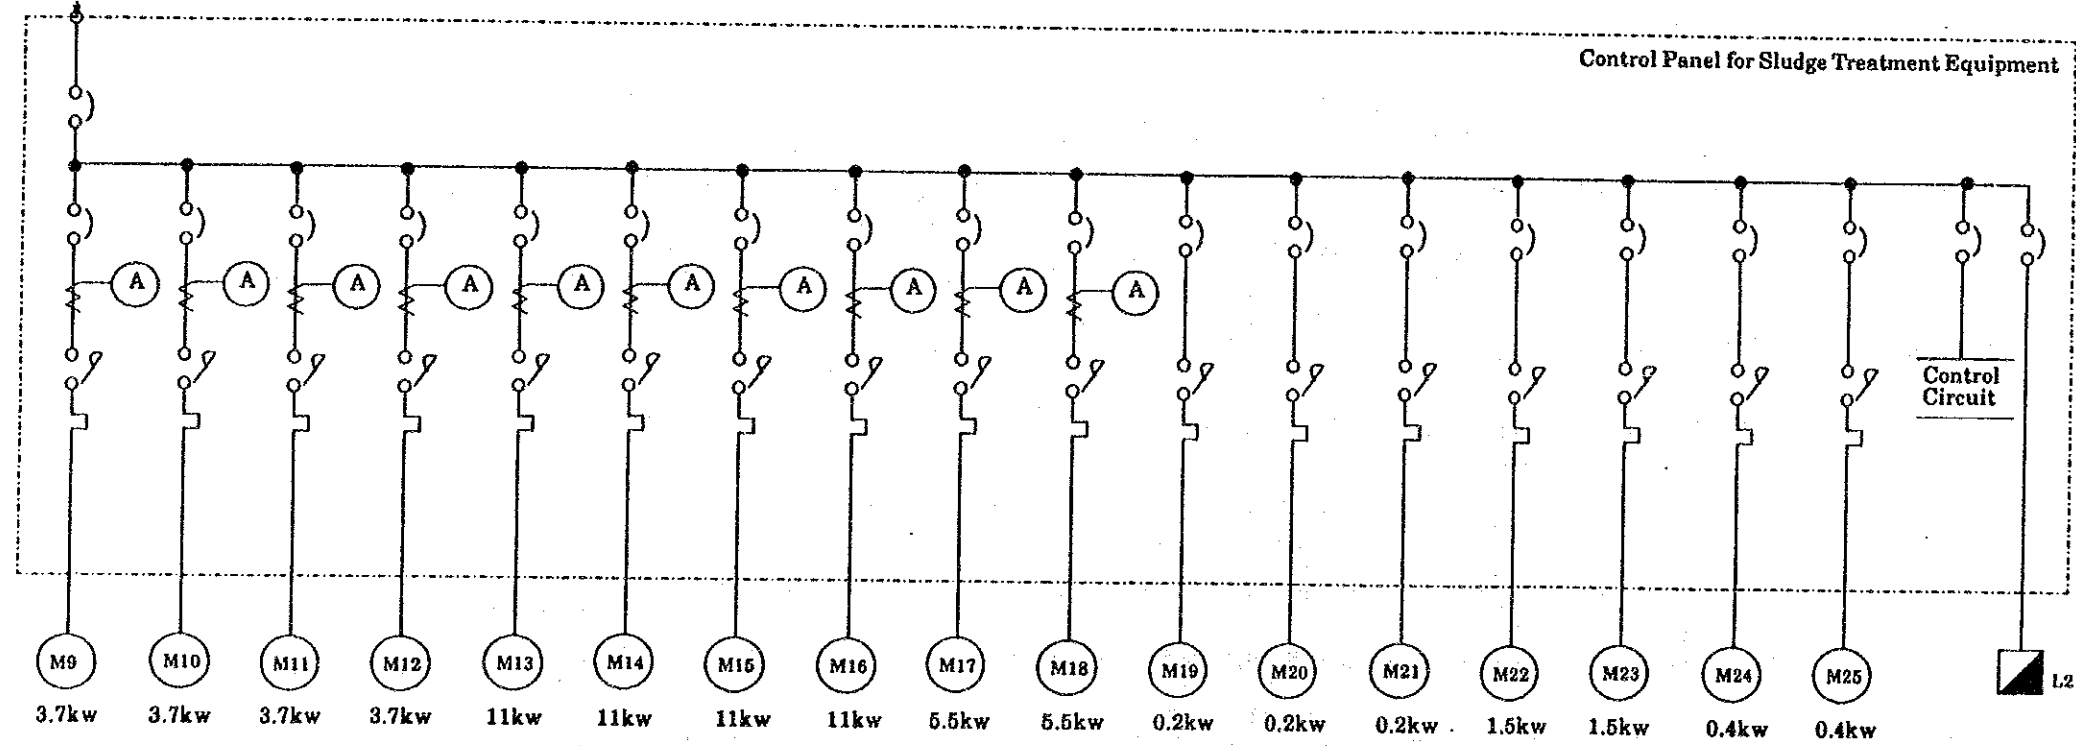 Control Panel for Sludge Treatment Equipment
A A A A A A A A A A
Control
Circuit
M9 M10 M11 M12 M13 M14 M15 M16 M17 M18 M19 M20 M21 M22 M23 M24 M25 L2
3.7kw 3.7kw 3.7kw 3.7kw 11kw 11kw 11kw 11kw 5.5kw 5.5kw 0.2kw 0.2kw 0.2kw 1.5kw 1.5kw 0.4kw 0.4kw